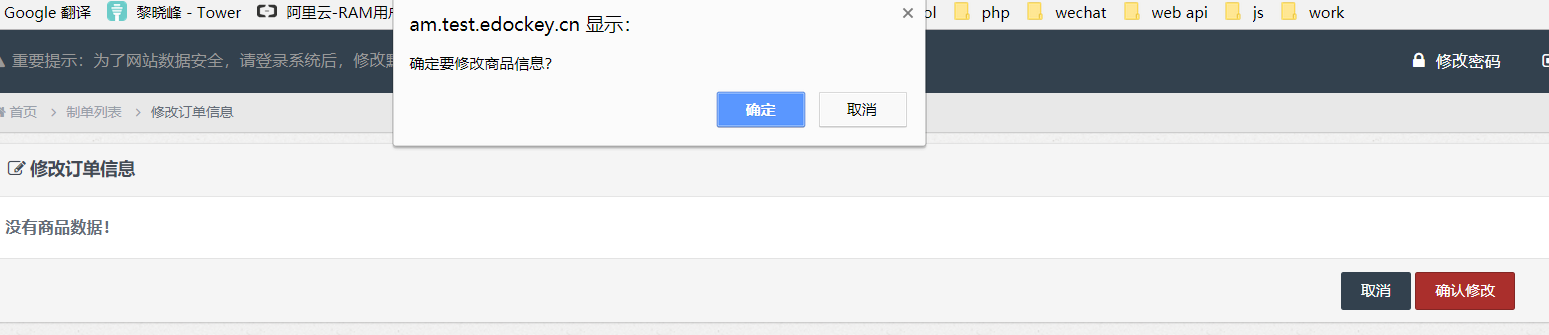 Google 翻译 黎晓峰 - Tower 阿里云-RAM用户 php wechat web api js work
am.test.edockey.cn 显示：
确定要修改商品信息？
确定 取消
重要提示：为了网站数据安全，请登录系统后，修改 修改密码
首页 制单列表 修改订单信息
修改订单信息
没有商品数据！
取消 确认修改